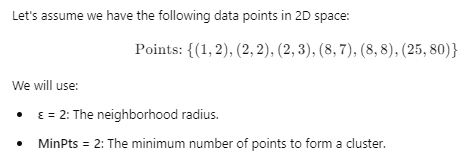 Let's assume we have the following data points in 2D space:
Points: {(1, 2), (2, 2), (2, 3), (8, 7), (8, 8), (25, 80)}
We will use:
• ε = 2: The neighborhood radius.
• MinPts = 2: The minimum number of points to form a cluster.